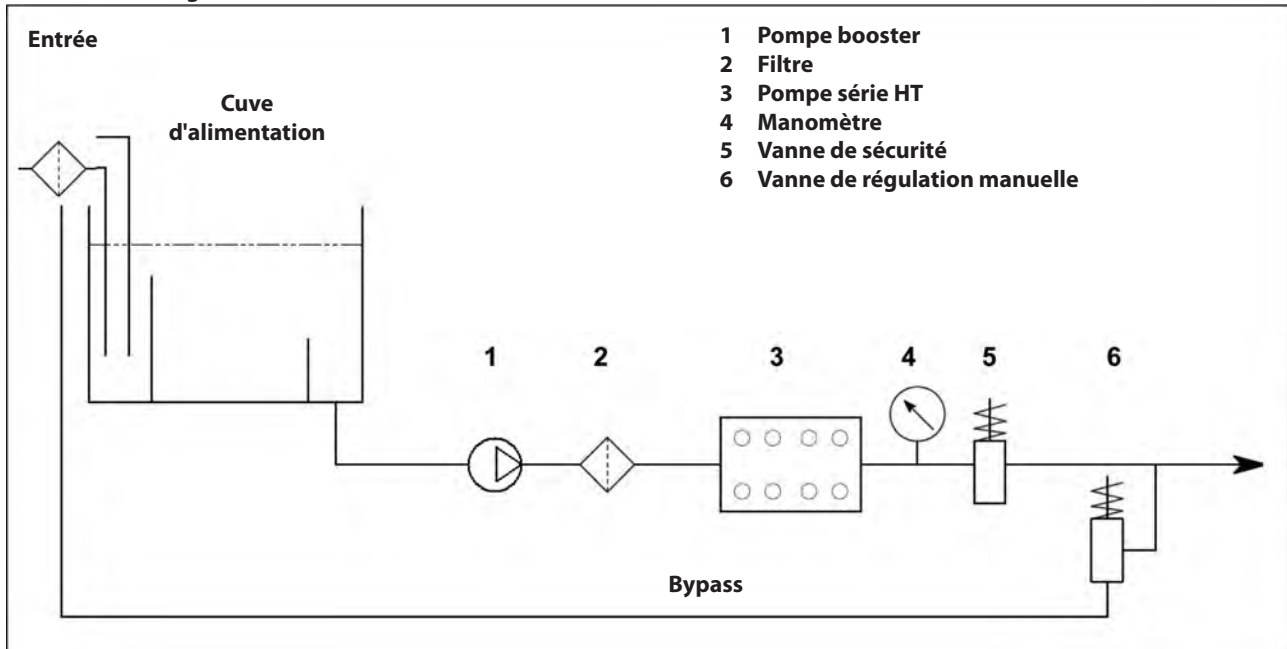 Entrée
Cuve
d'alimentation
1 Pompe booster
2 Filtre
3 Pompe série HT
4 Manomètre
5 Vanne de sécurité
6 Vanne de régulation manuelle
1
2
3
4
5
6
Bypass